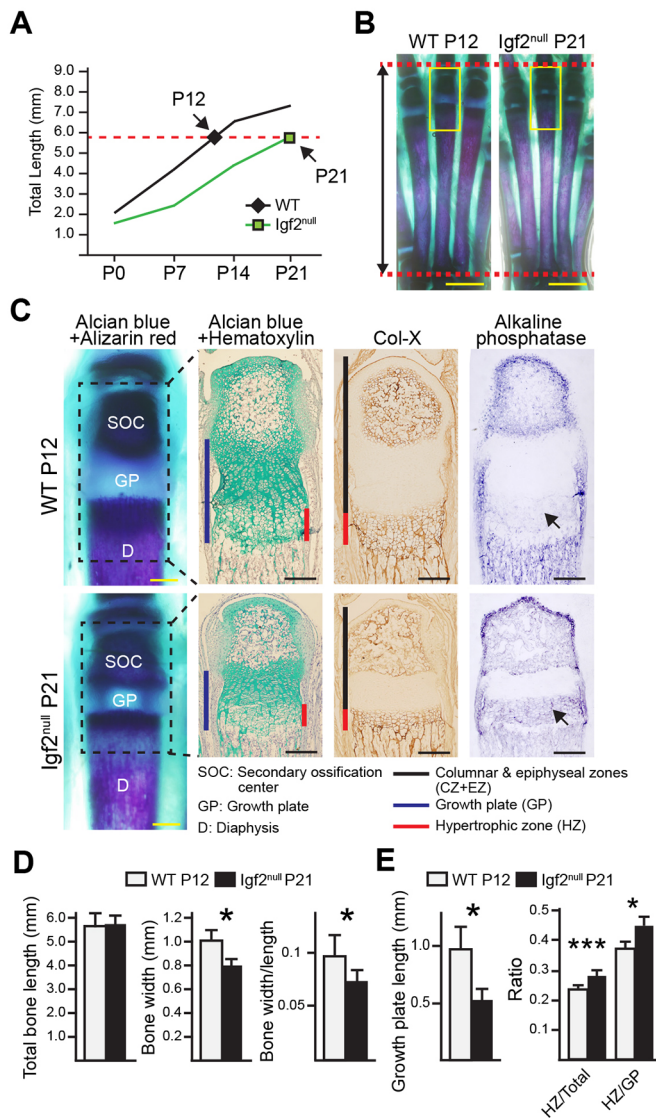 A
Total Length (mm)
9.0
8.0
7.0
6.0
5.0
4.0
3.0
2.0
1.0
P12
P21
WT
Igf2null
P0 P7 P14 P21
B
WT P12 Igf2null P21
C
Alcian blue
+Alizarin red
Alcian blue
+Hematoxylin
Col-X
Alkaline
phosphatase
WT P12
SOC
GP
D
Igf2null P21
SOC
GP
D
SOC: Secondary ossification
center
GP: Growth plate
D: Diaphysis
Columnar & epiphyseal zones
(CZ+EZ)
Growth plate (GP)
Hypertrophic zone (HZ)
D
WT P12 Igf2null P21
Total bone length (mm)
6.0
5.0
4.0
3.0
2.0
1.0
Bone width (mm)
1.2
1.0
0.8
0.6
0.4
0.2
*
Bone width/length
0.1
0.05
*
E
WT P12 Igf2null P21
Growth plate length (mm)
1.0
0.5
*
Ratio
0.5
0.4
0.3
0.2
0.1
***
*
HZ/Total
HZ/GP